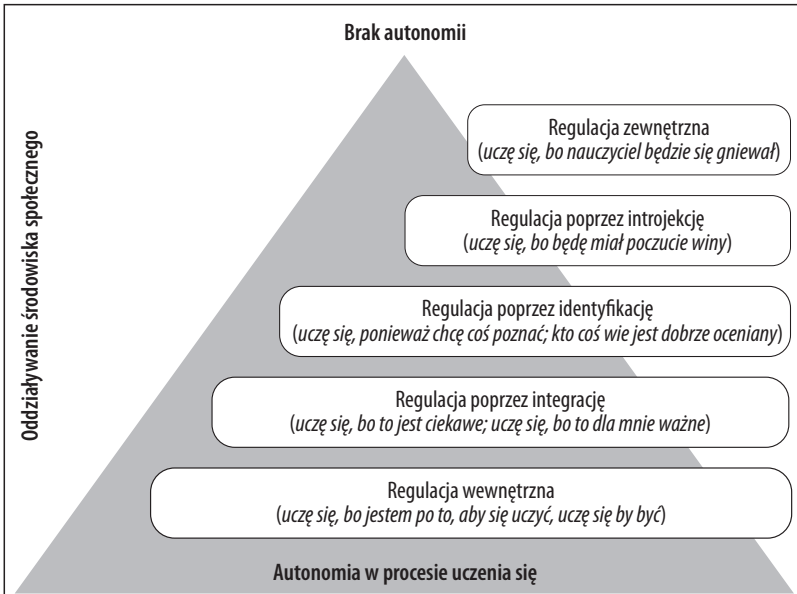 Brak autonomii
Oddziaływanie środowiska społecznego
Regulacja zewnętrzna
(uczę się, bo nauczyciel będzie się gniewał)
Regulacja poprzez introjekcję
(uczę się, bo będę miał poczucie winy)
Regulacja poprzez identyfikację
(uczę się, ponieważ chcę coś poznać; kto coś wie jest dobrze oceniany)
Regulacja poprzez integrację
(uczę się, bo to jest ciekawe; uczę się, bo to dla mnie ważne)
Regulacja wewnętrzna
(uczę się, bo jestem po to, aby się uczyć, uczę się by być)
Autonomia w procesie uczenia się